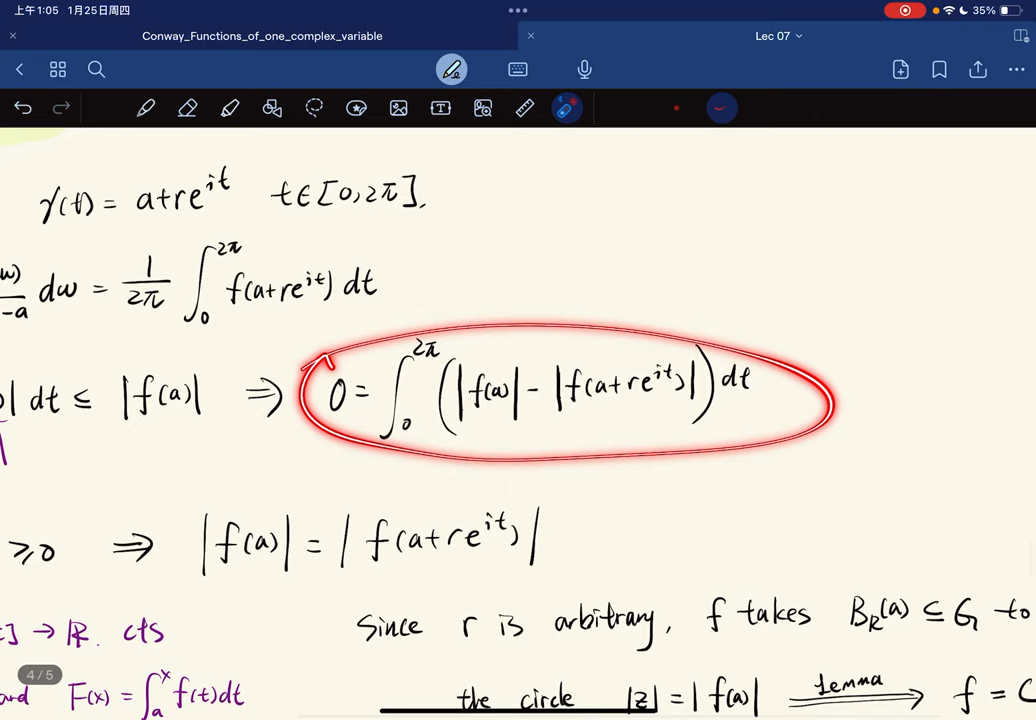 上午1:05 1月25日周四
35%
Conway_Functions_of_one_complex_variable
Lec 07
γ(t) = a+re^{it} t∈[0,2π].
w)/-a dw = 1/2π ∫_0^{2π} f(a+re^{it}) dt
| dt ≤ |f(a)| ⇒ 0 = ∫_0^{2π} (|f(a)| - |f(a+re^{it})|) dt
≥0 ⇒ |f(a)| = |f(a+re^{it})|
] → ℝ. cts
Since r is arbitrary, f takes B_R(a) ⊆ G to
4/5
and F(x) = ∫_a^x f(t)dt
the circle |z| = |f(a)| Lemma ⇒ f = C